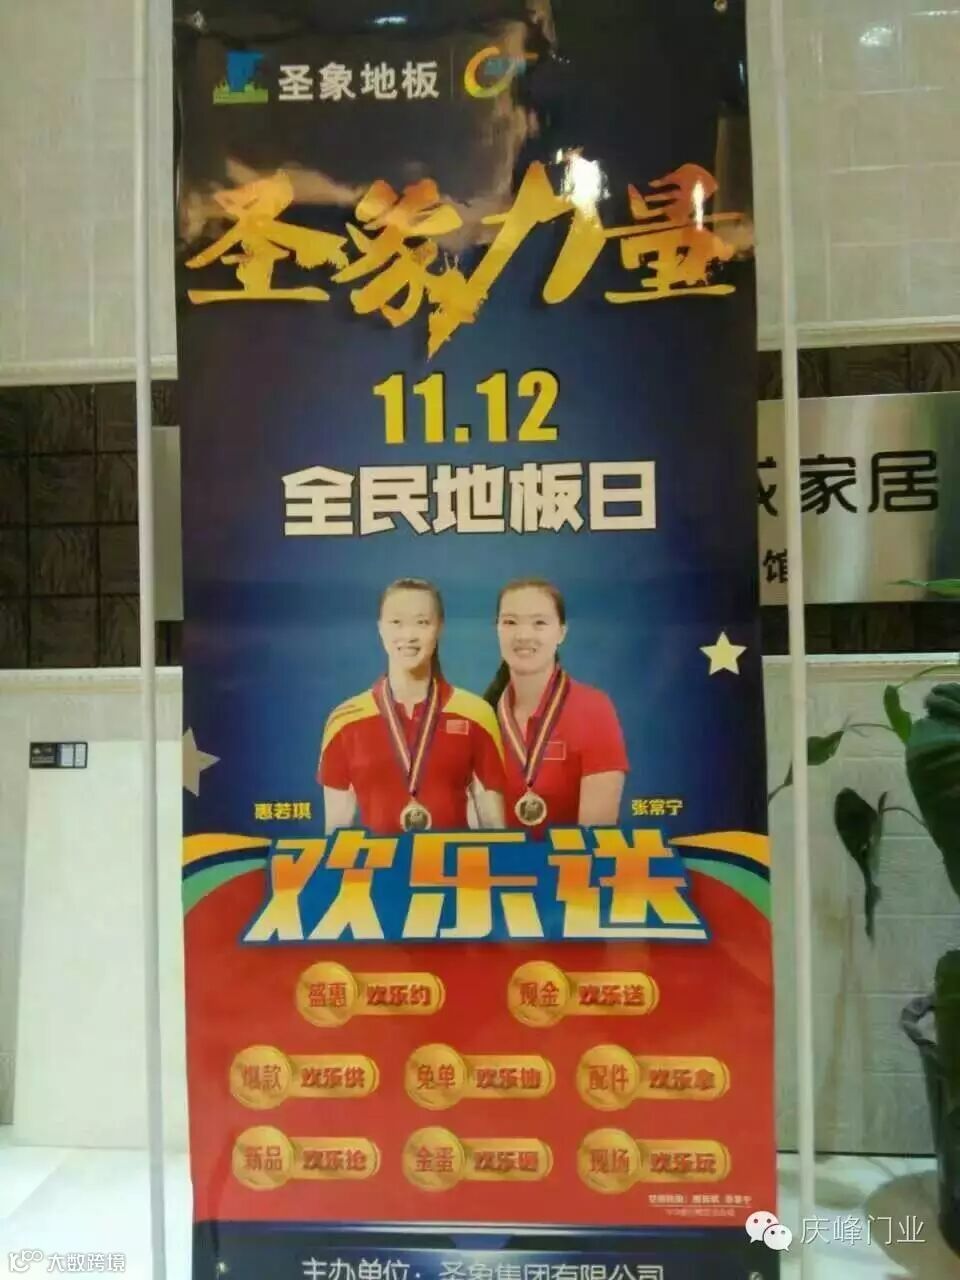 圣象地板
圣象力量
11.12
全民地板日
家居
馆
惠若琪
张常宁
欢乐送
盛惠 欢乐约
现金 欢乐送
爆款 欢乐供
免单 欢乐抽
配件 欢乐拿
新品 欢乐抢
金蛋 欢乐砸
现场 欢乐玩
主办单位：圣象集团有限公司
庆峰门业
大数跨境